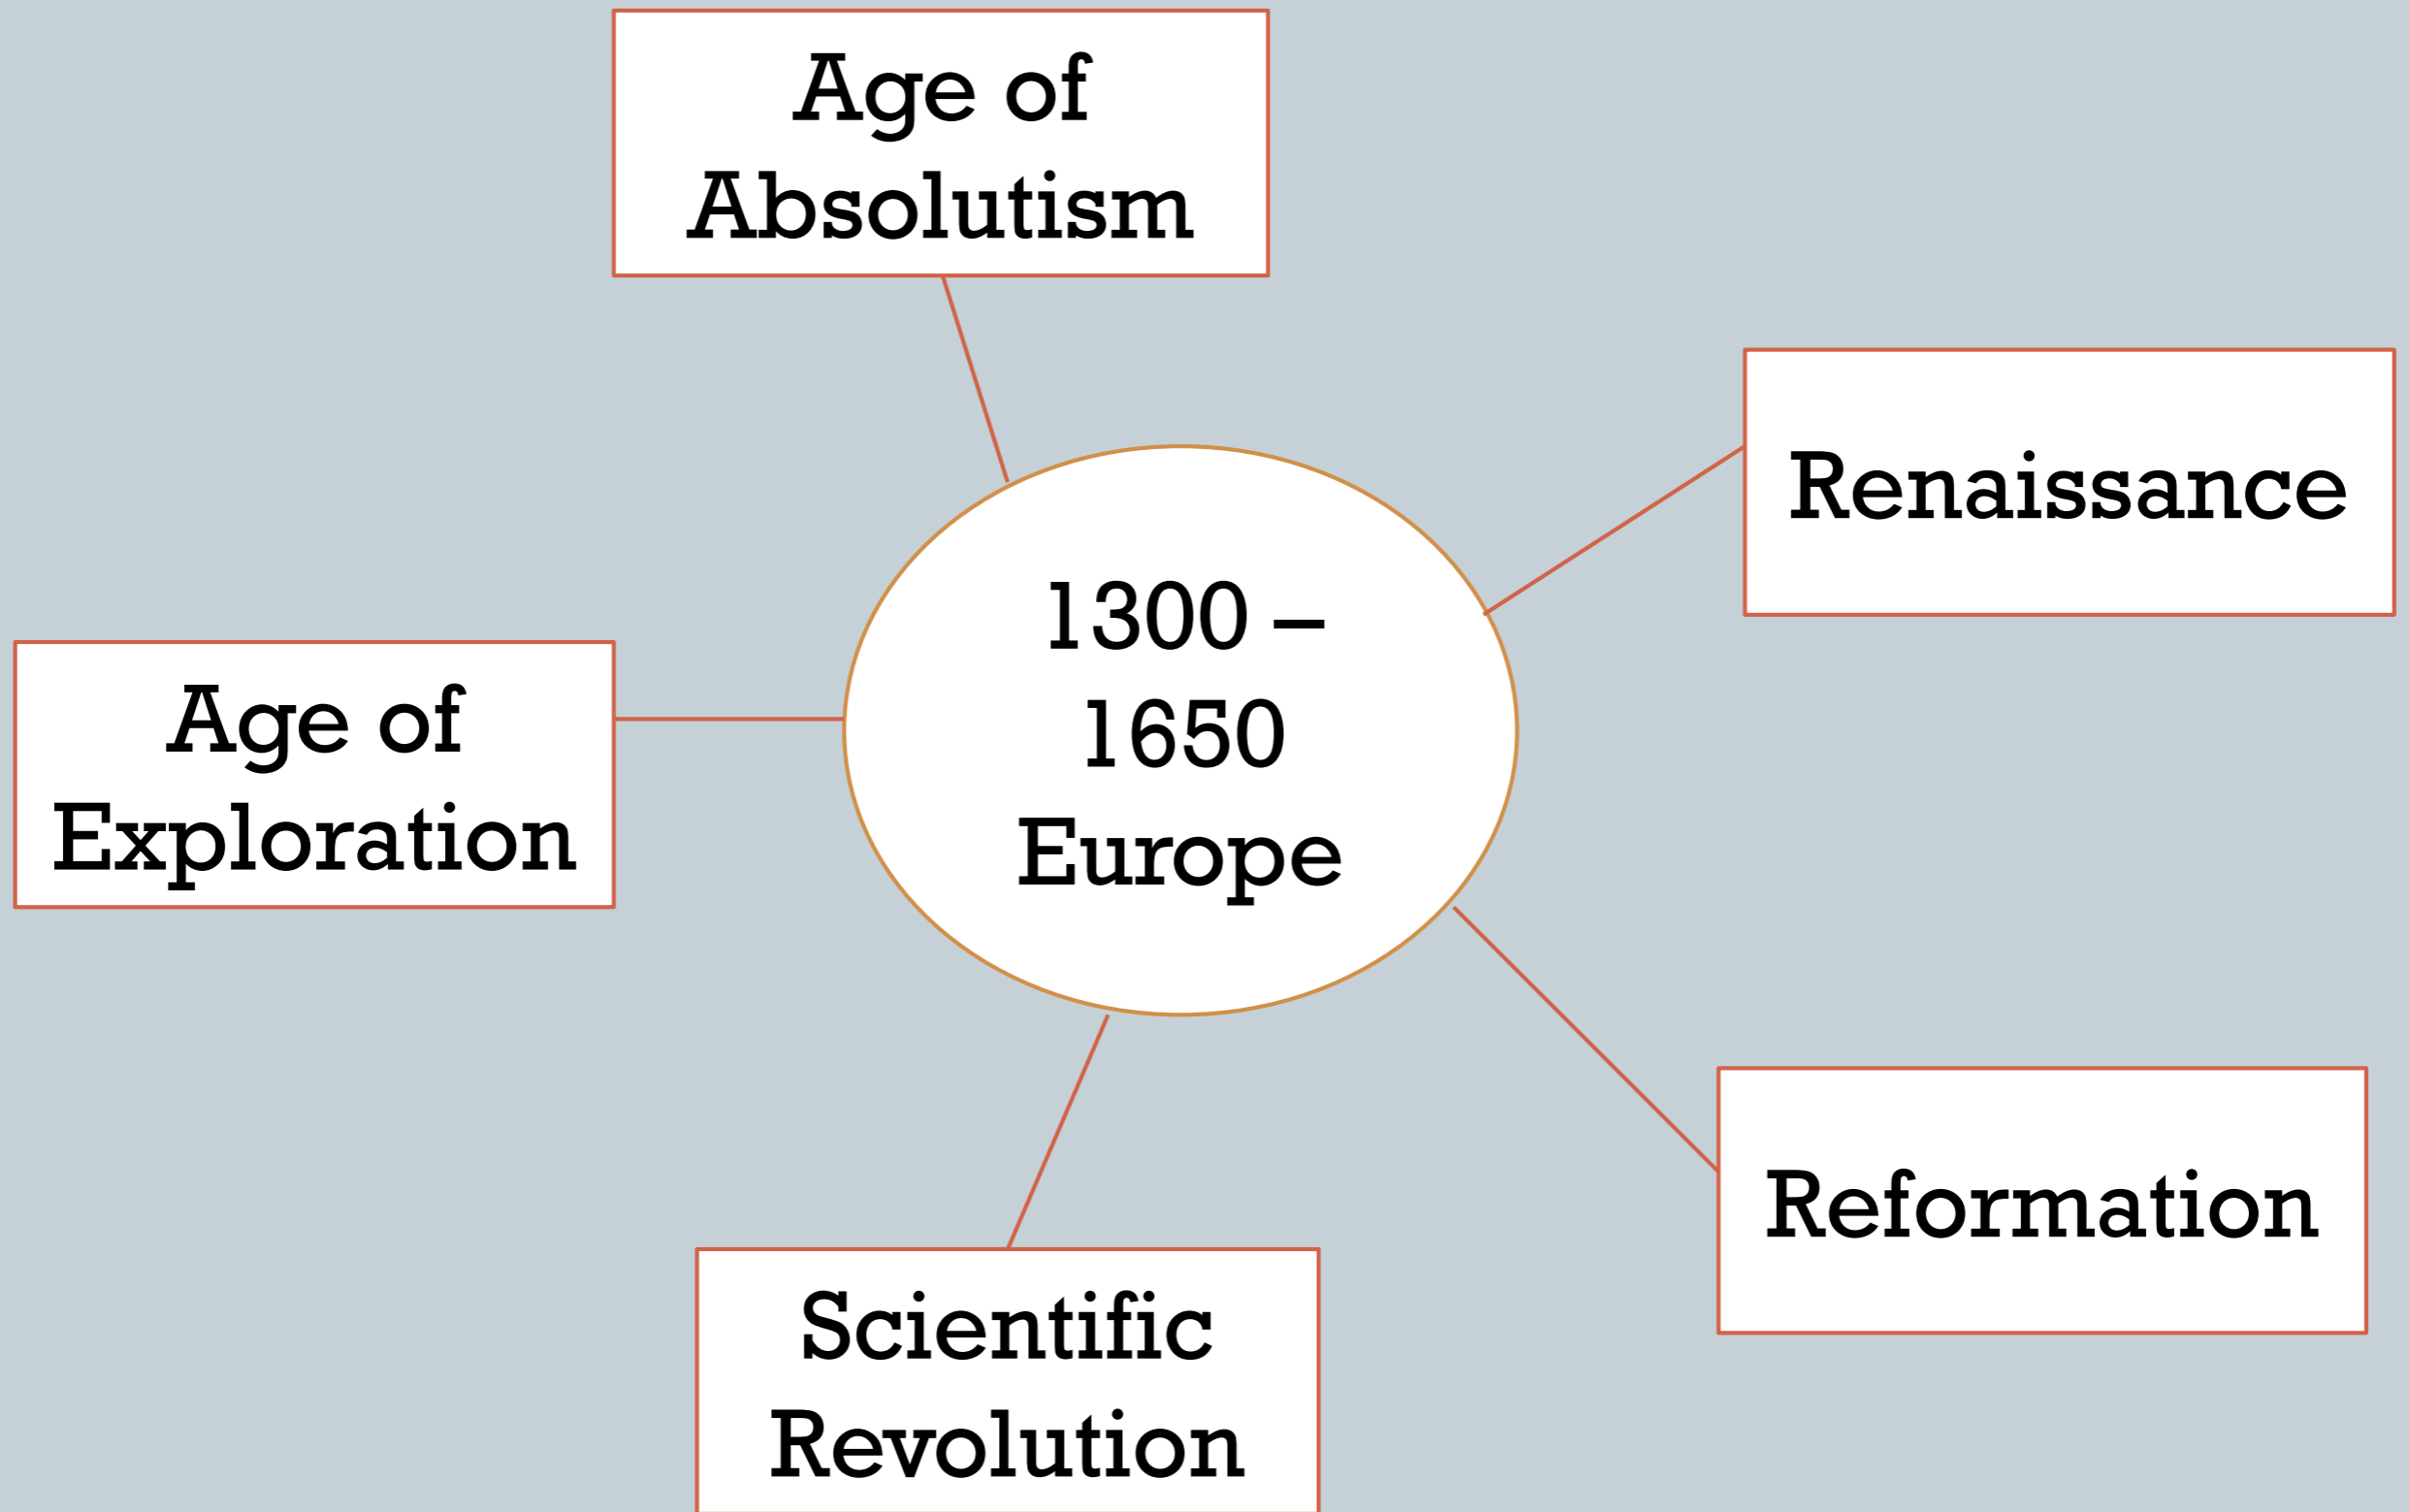 Age of
Absolutism
Renaissance
1300 –
1650
Europe
Age of
Exploration
Reformation
Scientific
Revolution